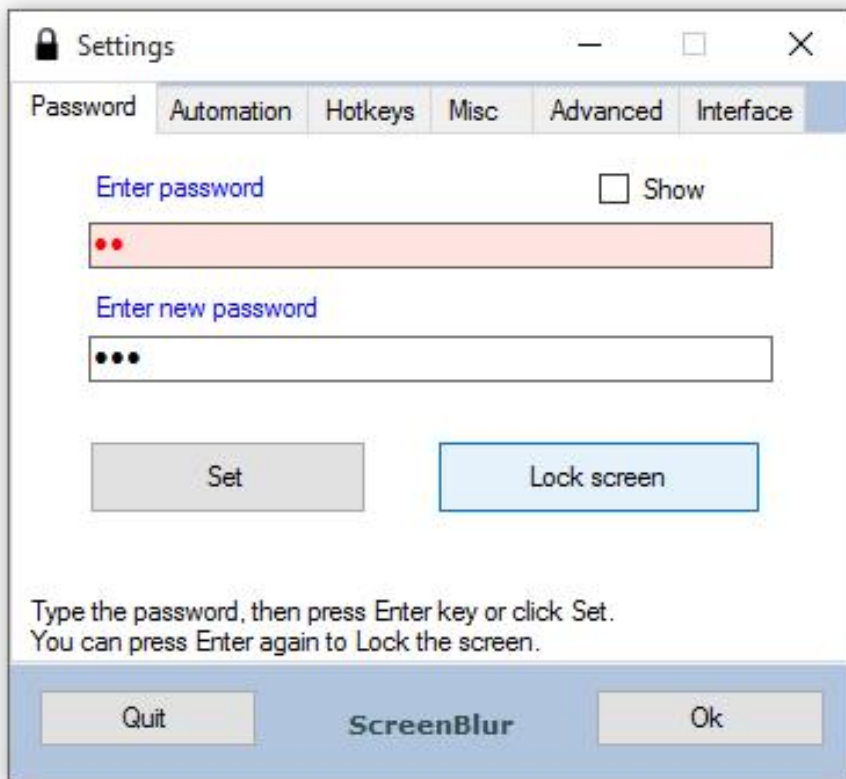 Settings
Password Automation Hotkeys Misc Advanced Interface
Enter password Show
••
Enter new password
•••
Set Lock screen
Type the password, then press Enter key or click Set.
You can press Enter again to Lock the screen.
Quit ScreenBlur Ok